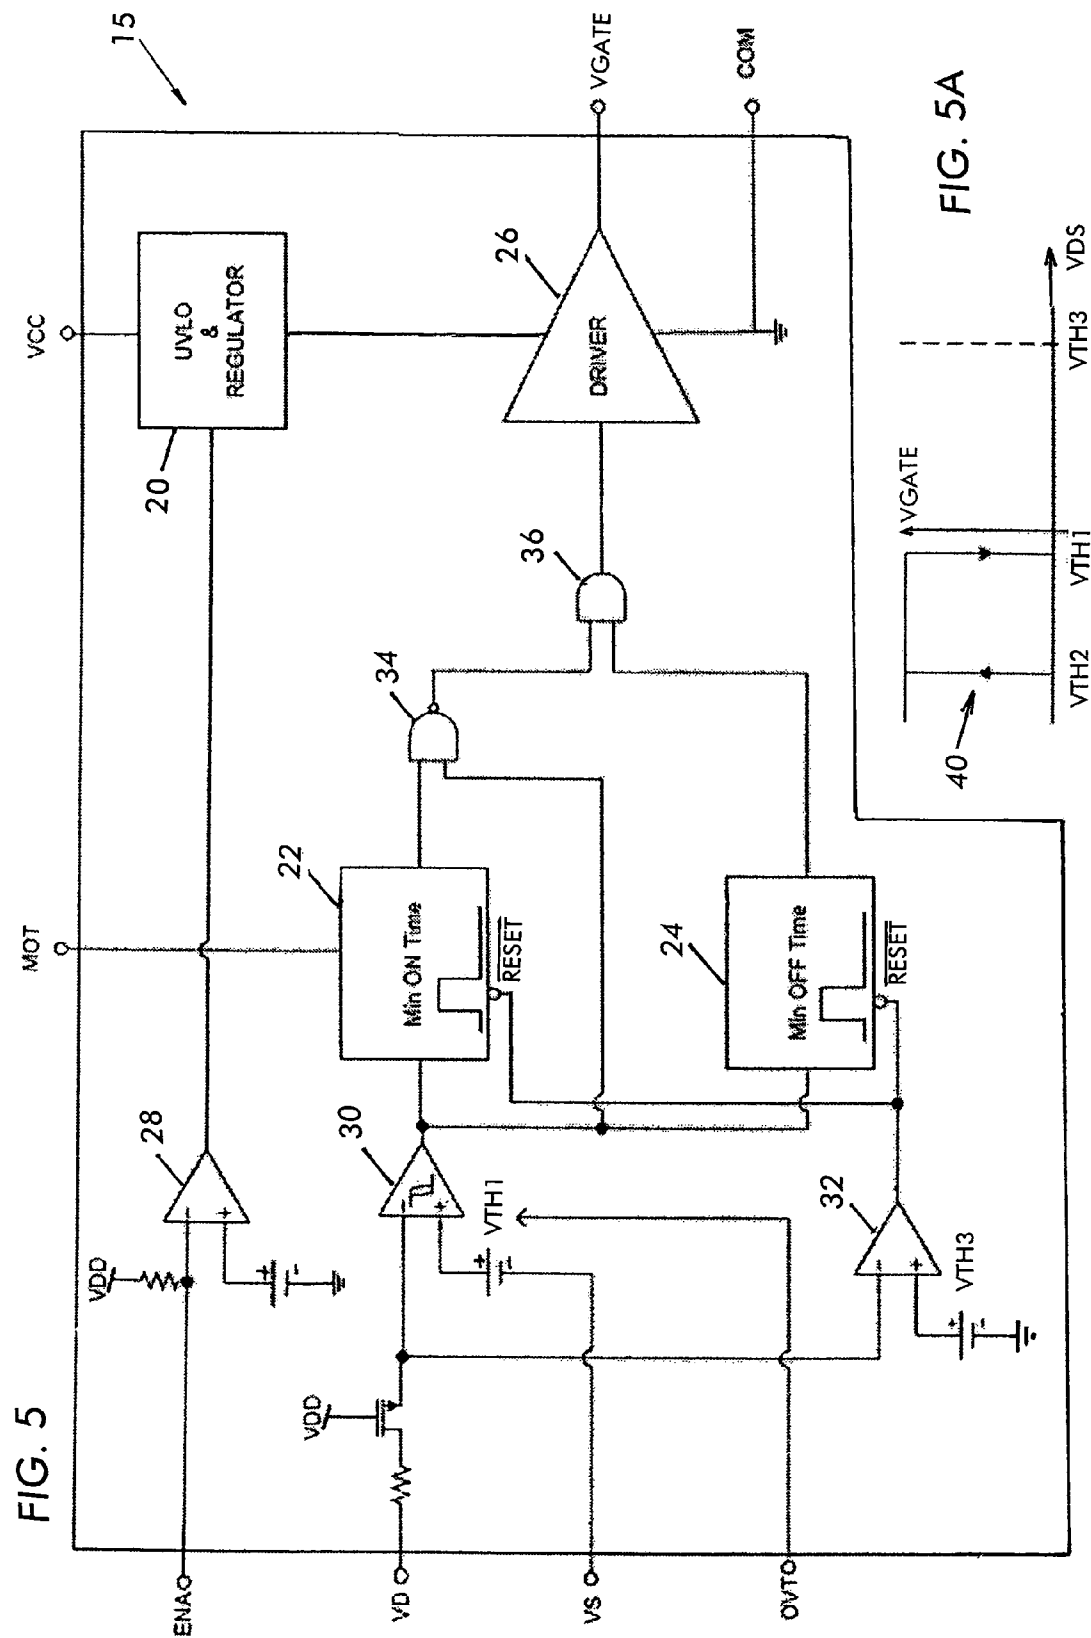 FIG. 5
15
ENA
VDD
28
MOT
VCC
UVLO
&
REGULATOR
20
VD
VDD
30
VTH1
+
-
22
Min ON Time
RESET
34
36
26
DRIVER
VGATE
COM
VS
OVT
32
VTH3
+
-
24
Min OFF Time
RESET
FIG. 5A
40
VGATE
VTH2
VTH1
VTH3
VDS